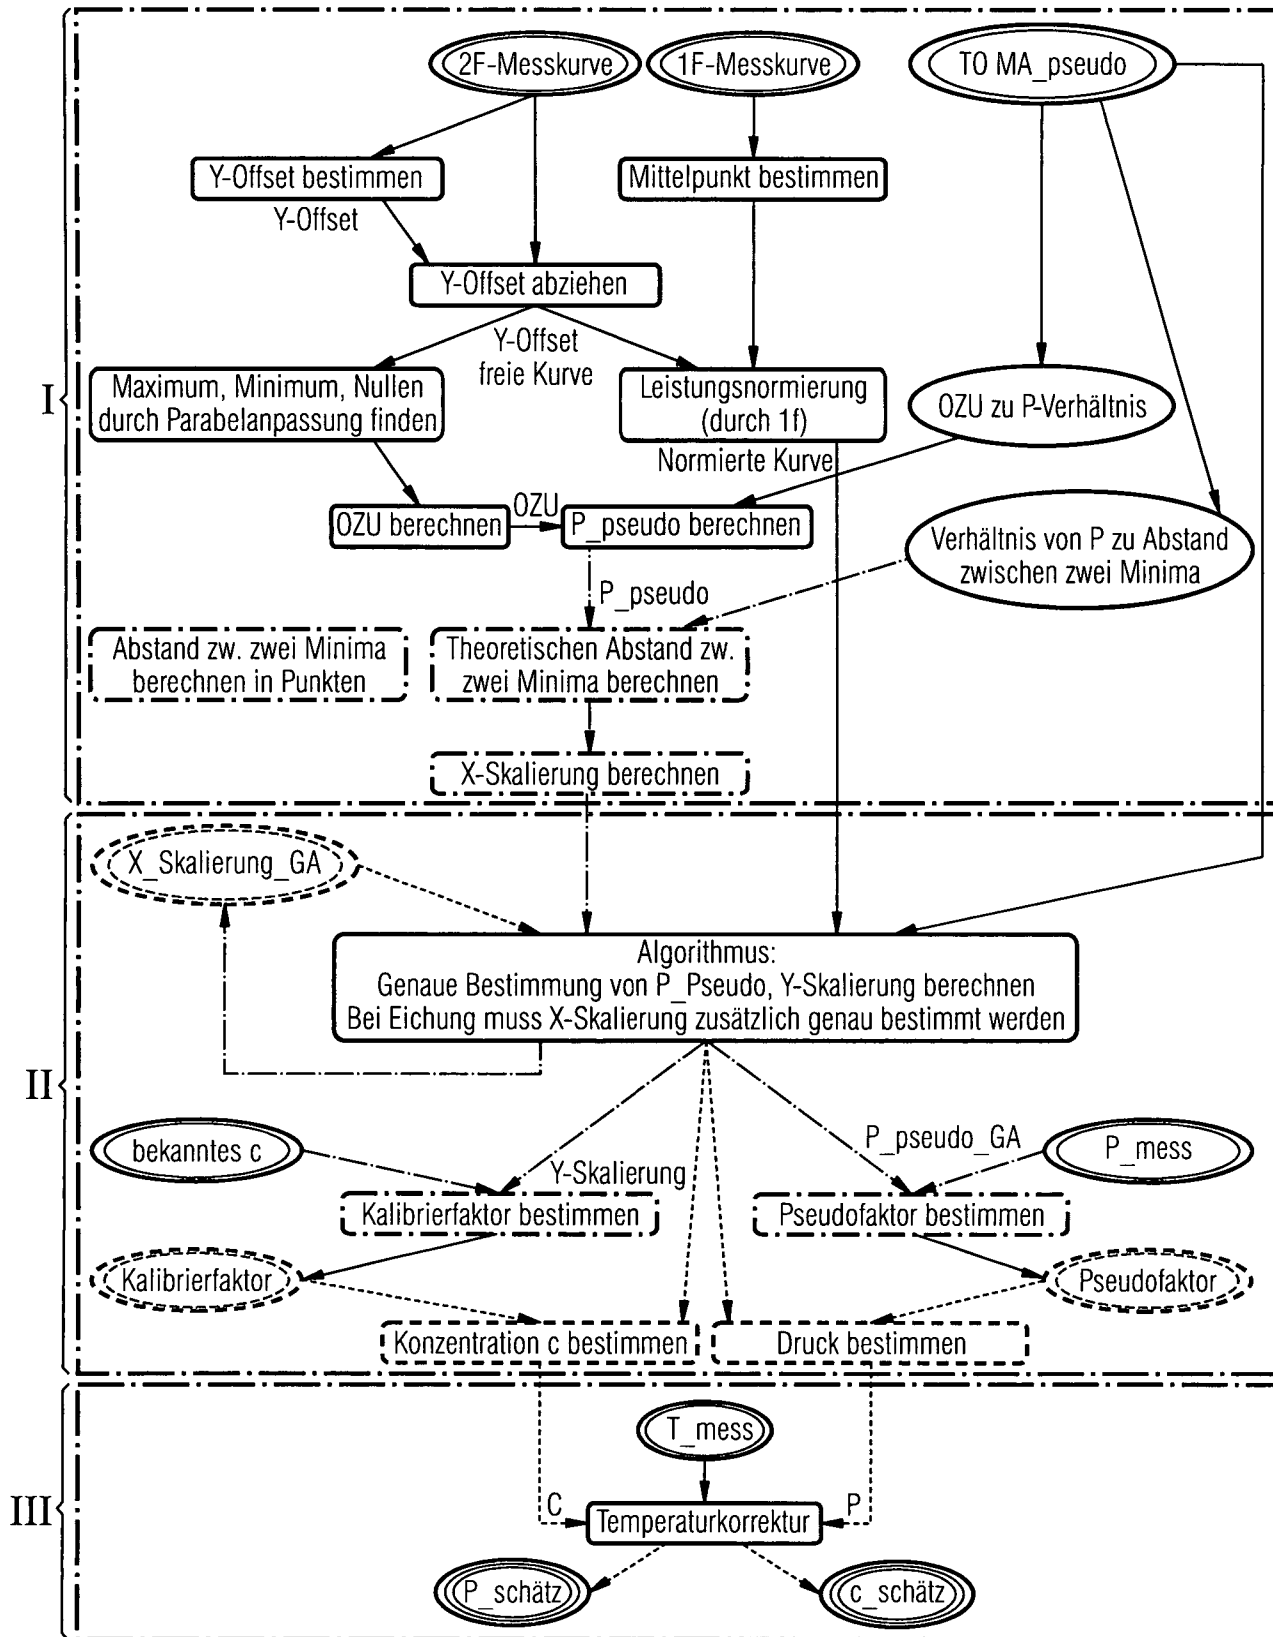 2F-Messkurve
1F-Messkurve
TO MA_pseudo
Y-Offset bestimmen
Mittelpunkt bestimmen
Y-Offset
Y-Offset abziehen
Y-Offset
freie Kurve
I
Maximum, Minimum, Nullen
durch Parabelanpassung finden
Leistungsnormierung
(durch 1f)
OZU zu P-Verhältnis
Normierte Kurve
OZU berechnen
OZU
P_pseudo berechnen
Verhältnis von P zu Abstand
zwischen zwei Minima
P_pseudo
Abstand zw. zwei Minima
berechnen in Punkten
Theoretischen Abstand zw.
zwei Minima berechnen
X-Skalierung berechnen
X_Skalierung_GA
Algorithmus:
Genaue Bestimmung von P_Pseudo, Y-Skalierung berechnen
Bei Eichung muss X-Skalierung zusätzlich genau bestimmt werden
II
bekanntes c
P_pseudo_GA
P_mess
Y-Skalierung
Kalibrierfaktor bestimmen
Pseudofaktor bestimmen
Kalibrierfaktor
Pseudofaktor
Konzentration c bestimmen
Druck bestimmen
T_mess
III
C
P
Temperaturkorrektur
P_schätz
c_schätz